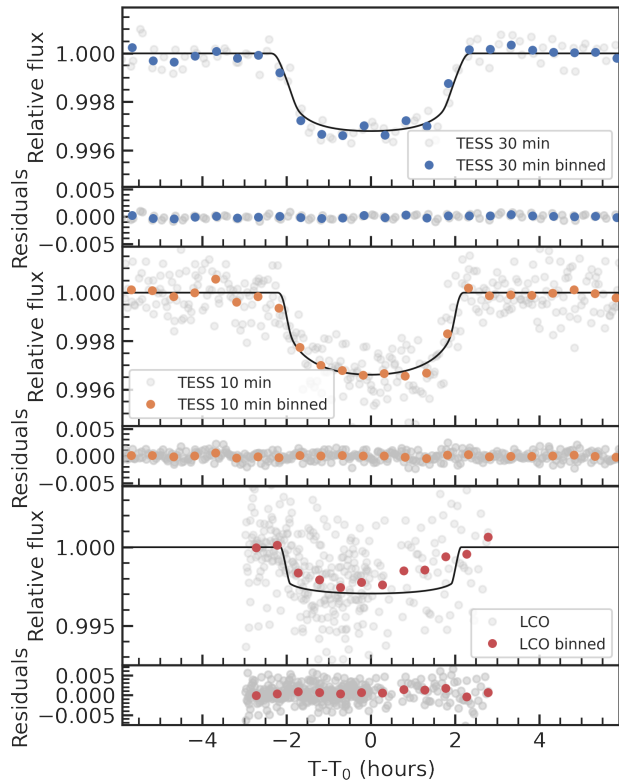 Relative flux
1.000
0.998
0.996
TESS 30 min
TESS 30 min binned
Residuals
0.005
0.000
−0.005
Relative flux
1.000
0.998
0.996
TESS 10 min
TESS 10 min binned
Residuals
0.005
0.000
−0.005
Relative flux
1.000
0.995
LCO
LCO binned
Residuals
0.005
0.000
−0.005
−4 −2 0 2 4
T-T₀ (hours)